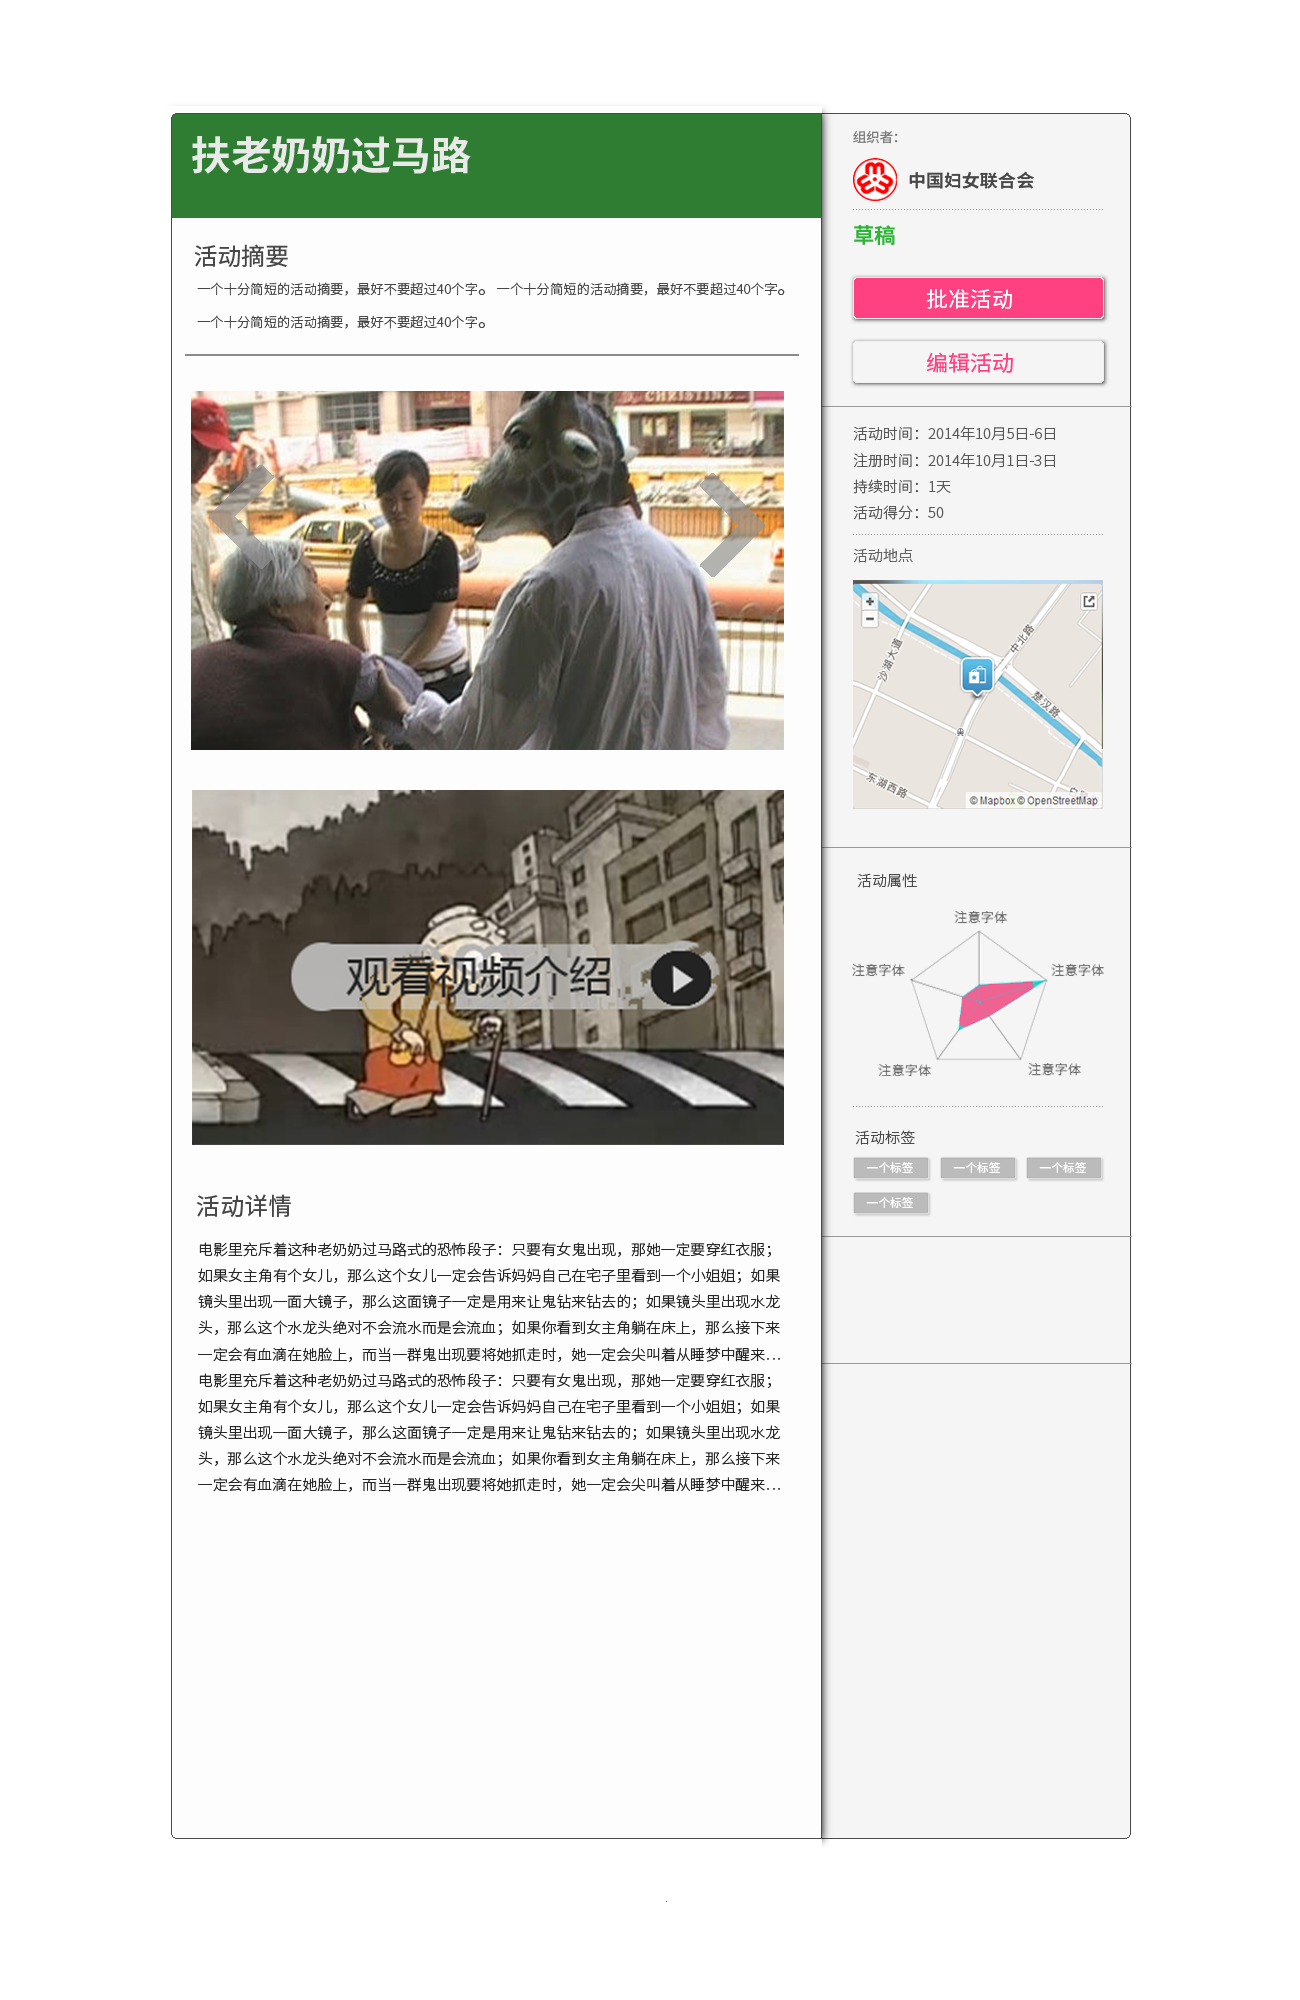 扶老奶奶过马路
活动摘要
一个十分简短的活动摘要，最好不要超过40个字。 一个十分简短的活动摘要，最好不要超过40个字。
一个十分简短的活动摘要，最好不要超过40个字。
CHRISTINE
观看视频介绍
活动详情
电影里充斥着这种老奶奶过马路式的恐怖段子：只要有女鬼出现，那她一定要穿红衣服；
如果女主角有个女儿，那么这个女儿一定会告诉妈妈自己在宅子里看到一个小姐姐；如果
镜头里出现一面大镜子，那么这面镜子一定是用来让鬼钻来钻去的；如果镜头里出现水龙
头，那么这个水龙头绝对不会流水而是会流血；如果你看到女主角躺在床上，那么接下来
一定会有血滴在她脸上，而当一群鬼出现要将她抓走时，她一定会尖叫着从睡梦中醒来…
电影里充斥着这种老奶奶过马路式的恐怖段子：只要有女鬼出现，那她一定要穿红衣服；
如果女主角有个女儿，那么这个女儿一定会告诉妈妈自己在宅子里看到一个小姐姐；如果
镜头里出现一面大镜子，那么这面镜子一定是用来让鬼钻来钻去的；如果镜头里出现水龙
头，那么这个水龙头绝对不会流水而是会流血；如果你看到女主角躺在床上，那么接下来
一定会有血滴在她脸上，而当一群鬼出现要将她抓走时，她一定会尖叫着从睡梦中醒来…
组织者：
中国妇女联合会
草稿
批准活动
编辑活动
活动时间：2014年10月5日-6日
注册时间：2014年10月1日-3日
持续时间：1天
活动得分：50
活动地点
沙湖大道
中北路
楚汉路
东湖西路
© Mapbox © OpenStreetMap
活动属性
注意字体
注意字体
注意字体
注意字体
注意字体
活动标签
一个标签
一个标签
一个标签
一个标签